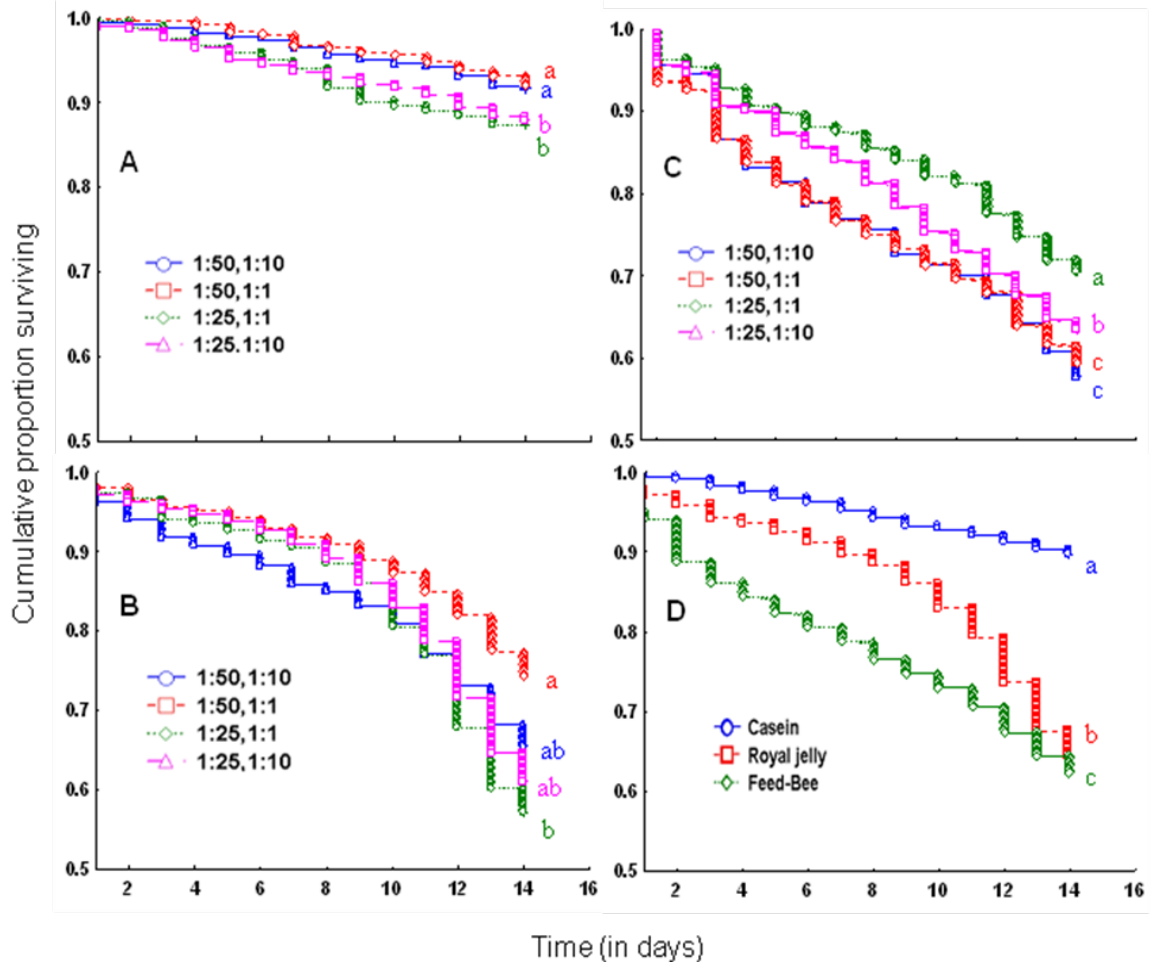 Cumulative proportion surviving
1.0
0.9
0.8
0.7
0.6
0.5
A
1:50,1:10
1:50,1:1
1:25,1:1
1:25.1:10
a
a
b
b
1.0
0.9
0.8
0.7
0.6
0.5
C
1:50,1:10
1:50,1:1
1:25,1:1
1:25,1:10
a
b
c
c
1.0
0.9
0.8
0.7
0.6
0.5
B
1:50,1:10
1:50,1:1
1:25,1:1
1:25,1:10
a
ab
ab
b
2 4 6 8 10 12 14 16
1.0
0.9
0.8
0.7
0.6
0.5
D
Casein
Royal jelly
Feed-Bee
a
b
c
2 4 6 8 10 12 14 16
Time (in days)